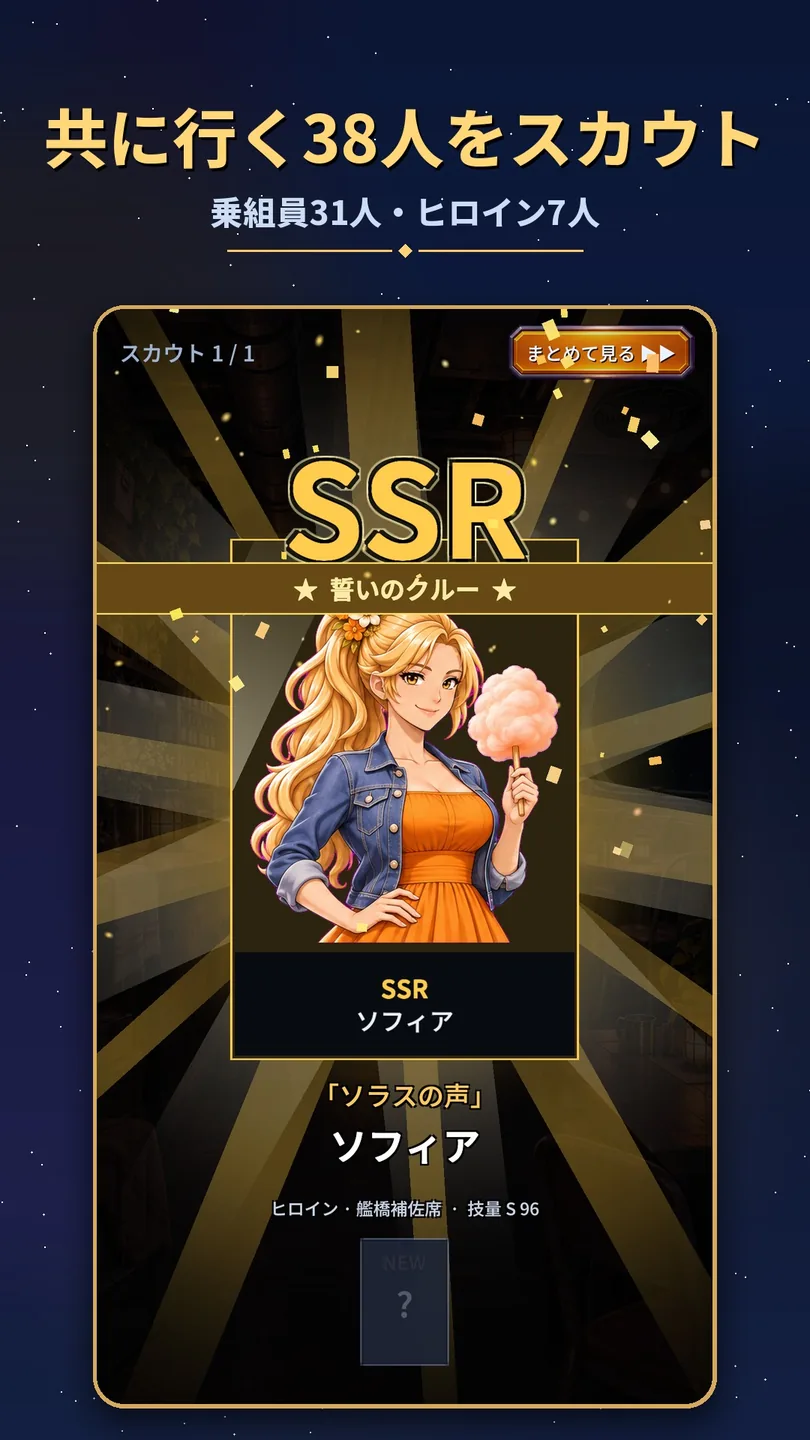 共に行く38人をスカウト
乗組員31人・ヒロイン7人
スカウト 1 / 1
まとめて見る ▶▶
SSR
★ 誓いのクルー ★
SSR
ソフィア
「ソラスの声」
ソフィア
ヒロイン · 艦橋補佐席 · 技量 S 96
NEW
?